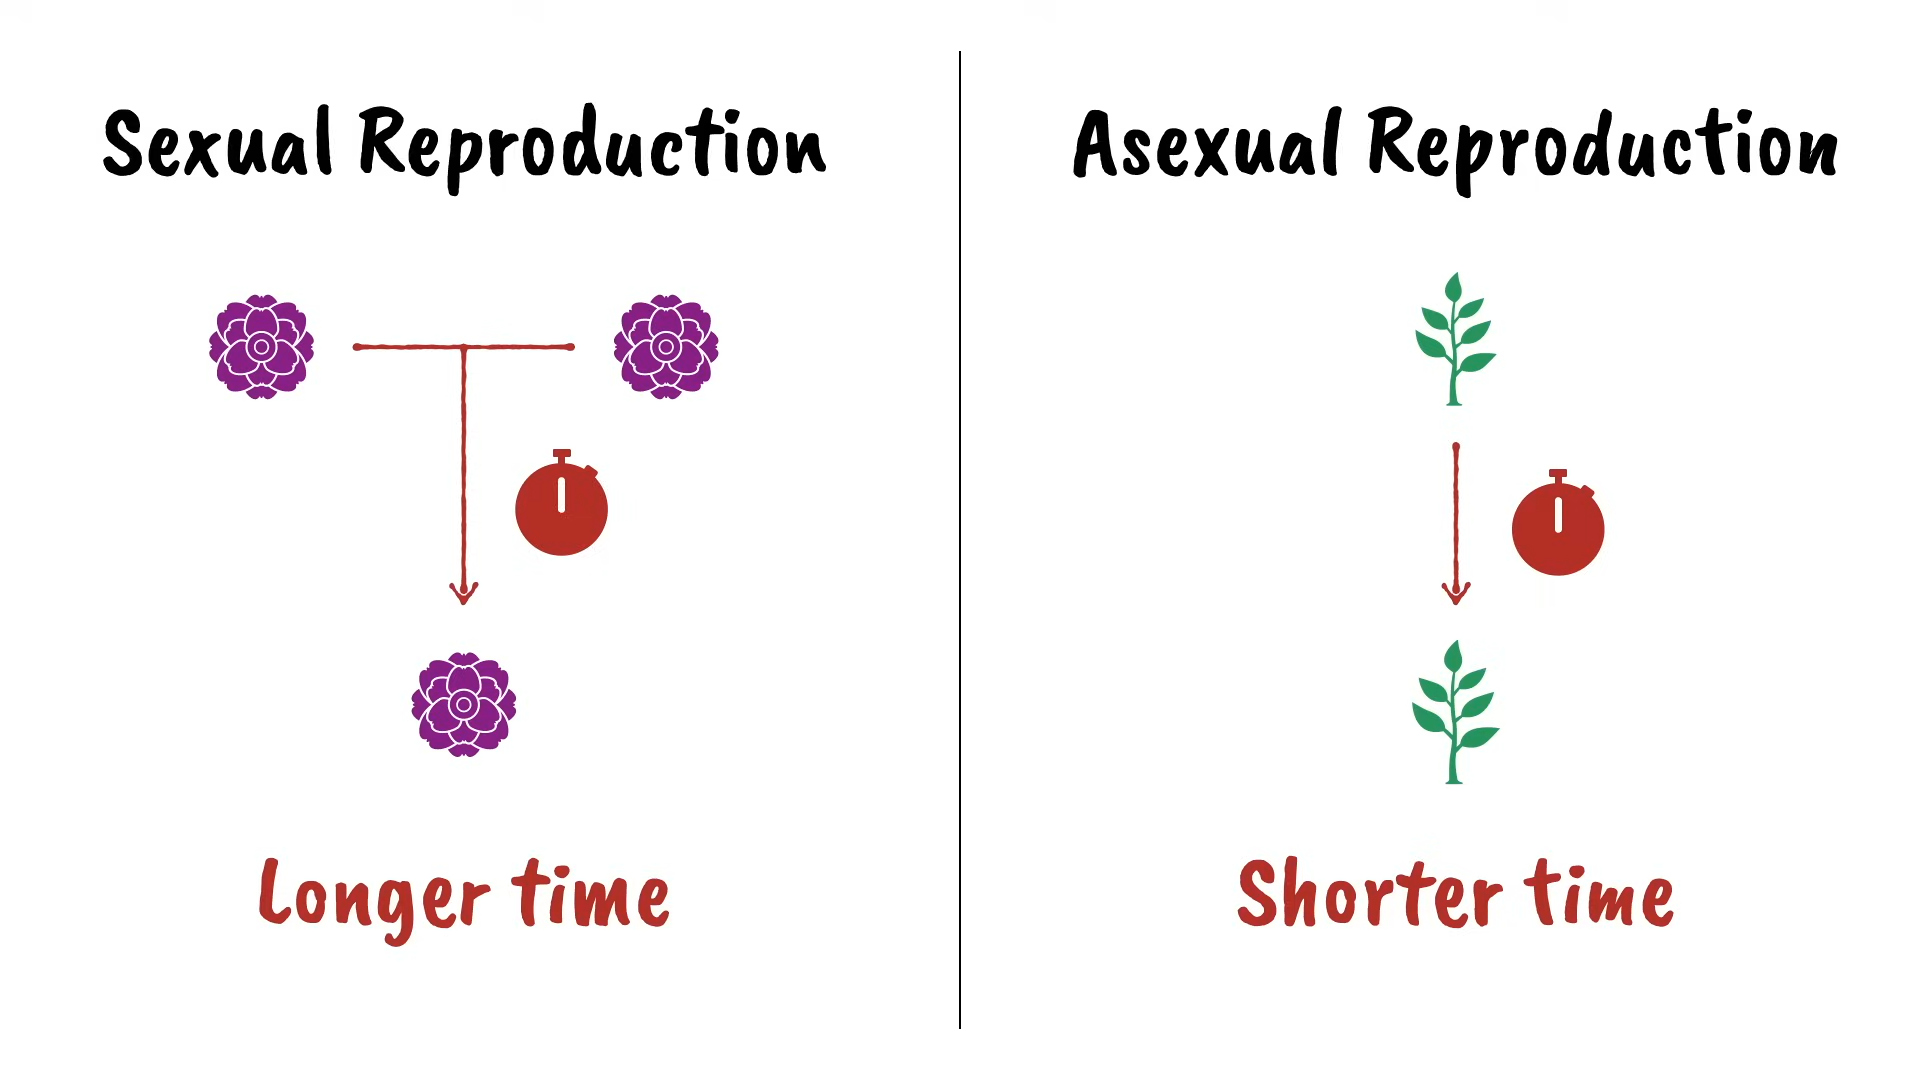 Sexual Reproduction
Longer time
Asexual Reproduction
Shorter time